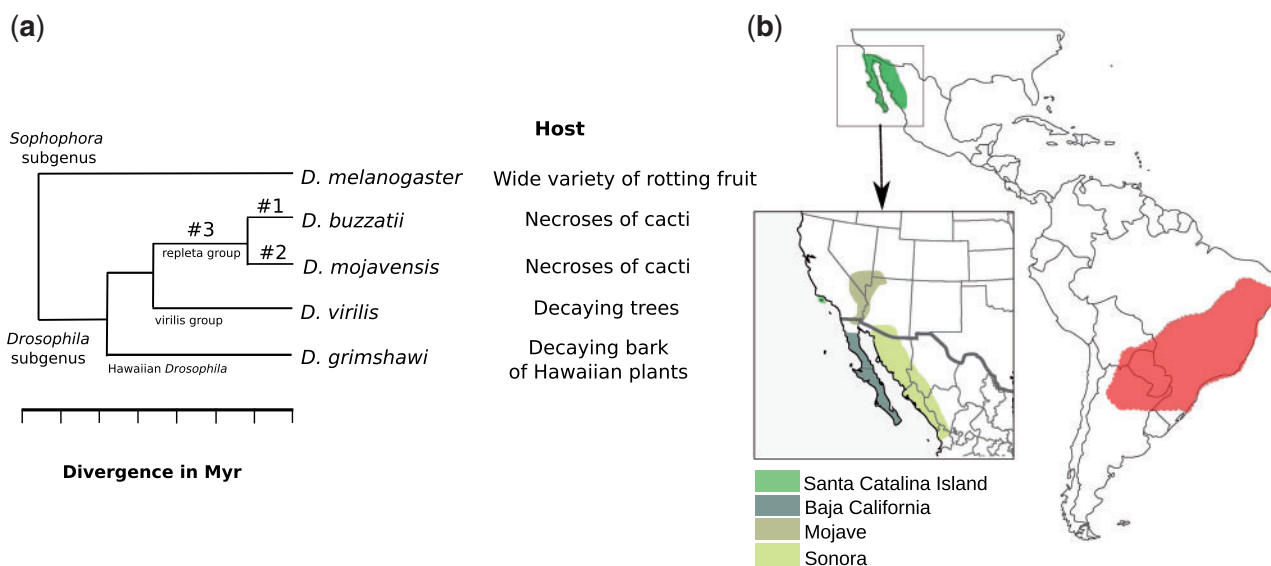 (a)
Host
Sophophora
subgenus
D. melanogaster Wide variety of rotting fruit
#1
D. buzzatii Necroses of cacti
#3
repleta group
#2
D. mojavensis Necroses of cacti
D. virilis Decaying trees
virilis group
Drosophila
subgenus
D. grimshawi Decaying bark
of Hawaiian plants
Hawaiian Drosophila
Divergence in Myr
(b)
Santa Catalina Island
Baja California
Mojave
Sonora